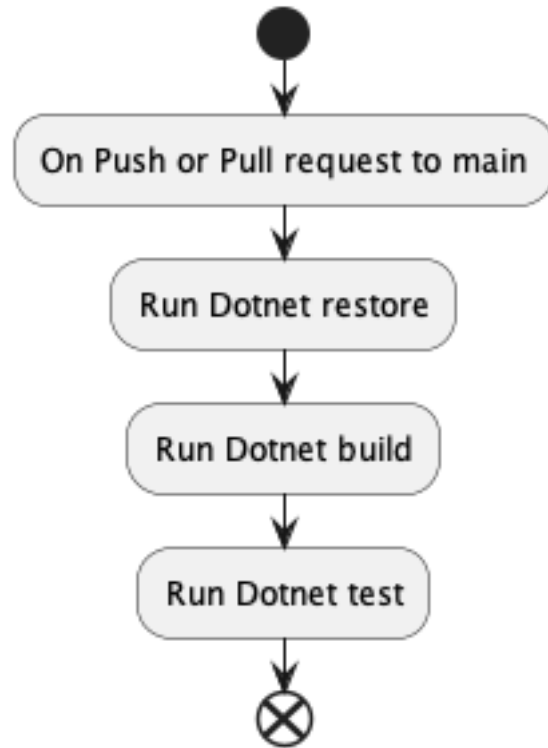 On Push or Pull request to main
Run Dotnet restore
Run Dotnet build
Run Dotnet test